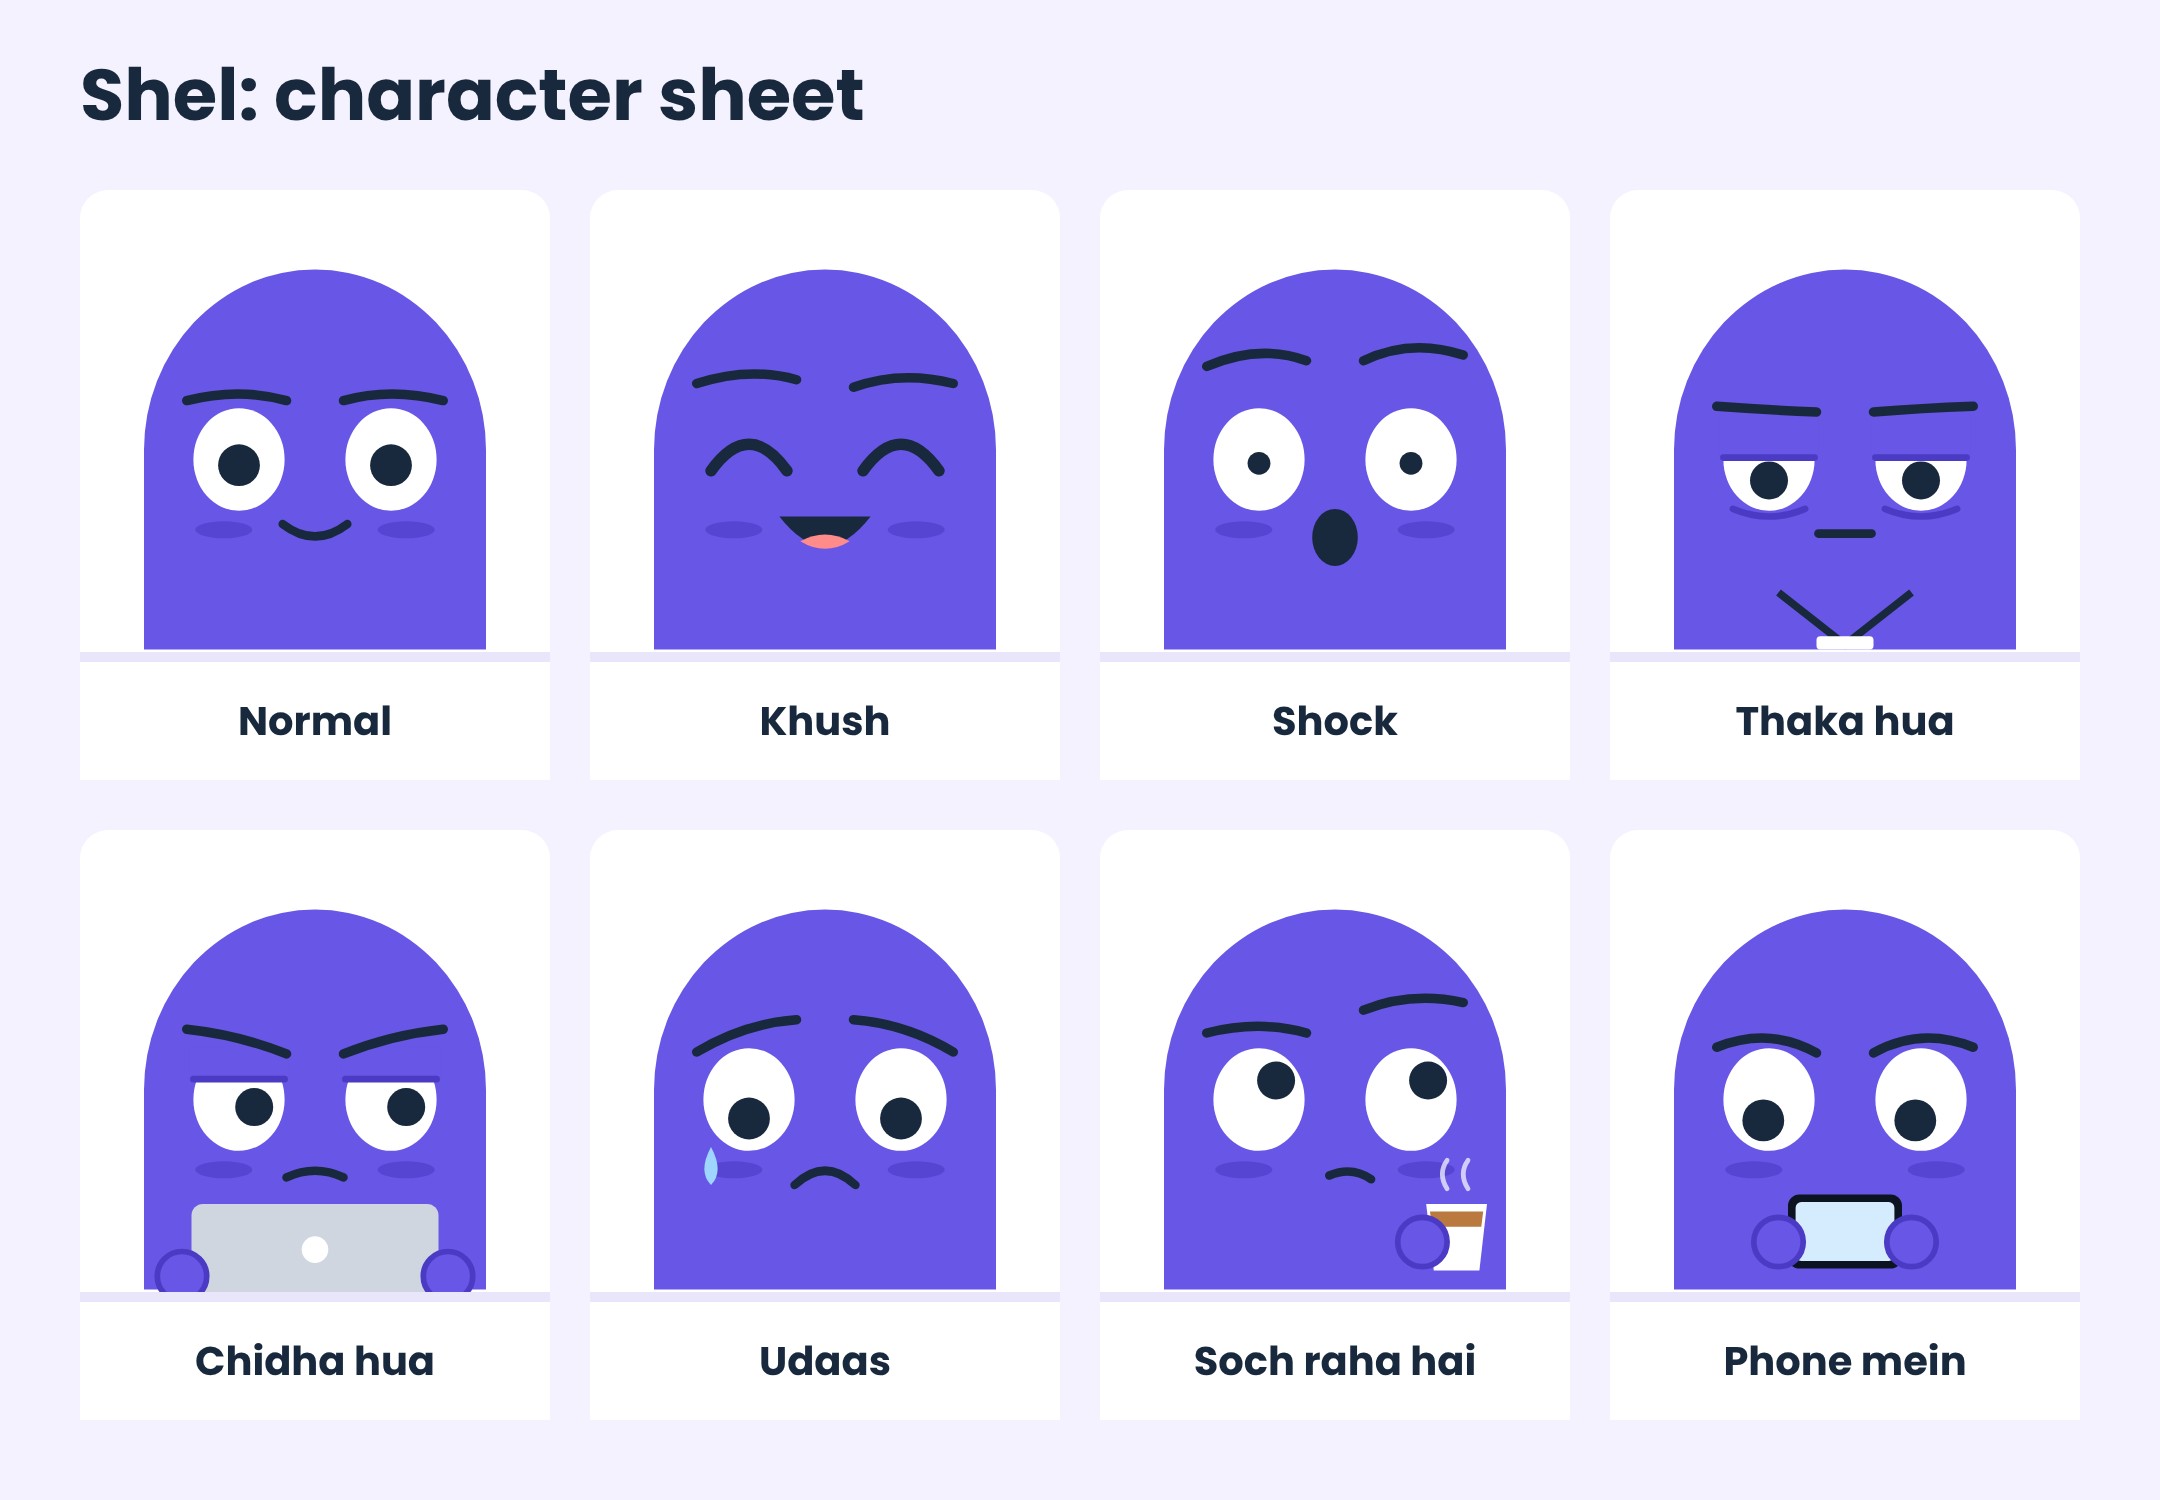 Shel: character sheet
Normal
Khush
Shock
Thaka hua
Chidha hua
Udaas
Soch raha hai
Phone mein